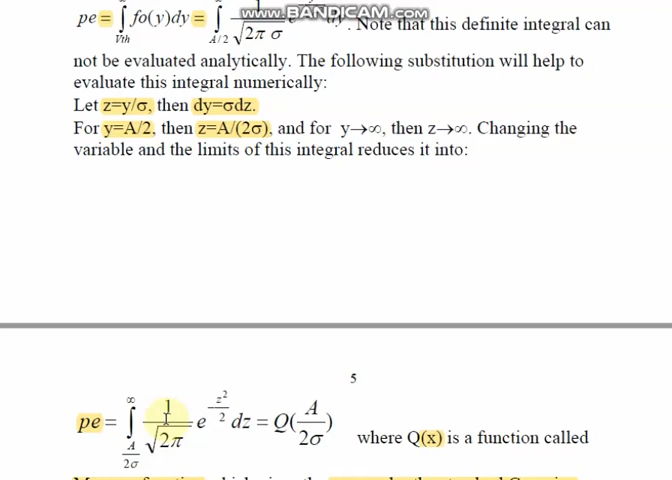 pe = ∫ fo(y)dy = ∫ 1/√2π σ e . Note that this definite integral can
www.BANDICAM.com
not be evaluated analytically. The following substitution will help to
evaluate this integral numerically:
Let z=y/σ, then dy=σdz.
For y=A/2, then z=A/(2σ), and for y→∞, then z→∞. Changing the
variable and the limits of this integral reduces it into:
5
pe = ∫_{A/2σ}^{∞} 1/√2π e^{-z²/2} dz = Q(A/2σ) where Q(x) is a function called